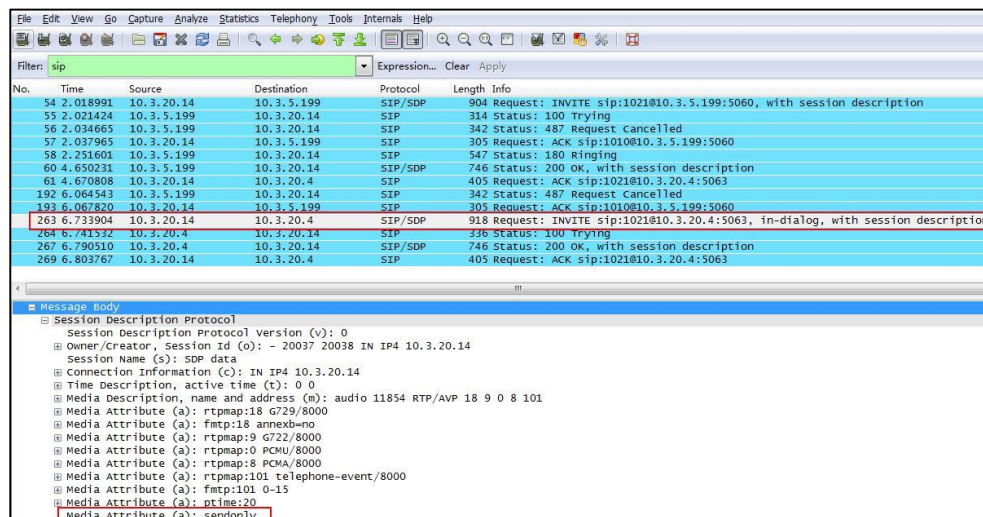 File Edit View Go Capture Analyze Statistics Telephony Tools Internals Help
Filter: sip Expression... Clear Apply
No. Time Source Destination Protocol Length Info
54 2.018991 10.3.20.14 10.3.5.199 SIP/SDP 904 Request: INVITE sip:1021@10.3.5.199:5060, with session description
55 2.021424 10.3.5.199 10.3.20.14 SIP 314 Status: 100 Trying
56 2.034665 10.3.5.199 10.3.20.14 SIP 342 Status: 487 Request Cancelled
57 2.037965 10.3.20.14 10.3.5.199 SIP 305 Request: ACK sip:1010@10.3.5.199:5060
58 2.251601 10.3.5.199 10.3.20.14 SIP 547 Status: 180 Ringing
60 4.650231 10.3.5.199 10.3.20.14 SIP/SDP 746 Status: 200 OK, with session description
61 4.670808 10.3.20.14 10.3.20.4 SIP 405 Request: ACK sip:1021@10.3.20.4:5063
192 6.064543 10.3.5.199 10.3.20.14 SIP 342 Status: 487 Request Cancelled
193 6.067820 10.3.20.14 10.3.5.199 SIP 305 Request: ACK sip:1010@10.3.5.199:5060
263 6.733904 10.3.20.14 10.3.20.4 SIP/SDP 918 Request: INVITE sip:1021@10.3.20.4:5063, in-dialog, with session description
264 6.741532 10.3.20.4 10.3.20.14 SIP 336 Status: 100 Trying
267 6.790510 10.3.20.4 10.3.20.14 SIP/SDP 746 Status: 200 OK, with session description
269 6.803767 10.3.20.14 10.3.20.4 SIP 405 Request: ACK sip:1021@10.3.20.4:5063
Message Body
Session Description Protocol
Session Description Protocol Version (v): 0
Owner/Creator, Session Id (o): - 20037 20038 IN IP4 10.3.20.14
Session Name (s): SDP data
Connection Information (c): IN IP4 10.3.20.14
Time Description, active time (t): 0 0
Media Description, name and address (m): audio 11854 RTP/AVP 18 9 0 8 101
Media Attribute (a): rtpmap:18 G729/8000
Media Attribute (a): fmtp:18 annexb=no
Media Attribute (a): rtpmap:9 G722/8000
Media Attribute (a): rtpmap:0 PCMU/8000
Media Attribute (a): rtpmap:8 PCMA/8000
Media Attribute (a): rtpmap:101 telephone-event/8000
Media Attribute (a): fmtp:101 0-15
Media Attribute (a): ptime:20
Media Attribute (a): sendonly